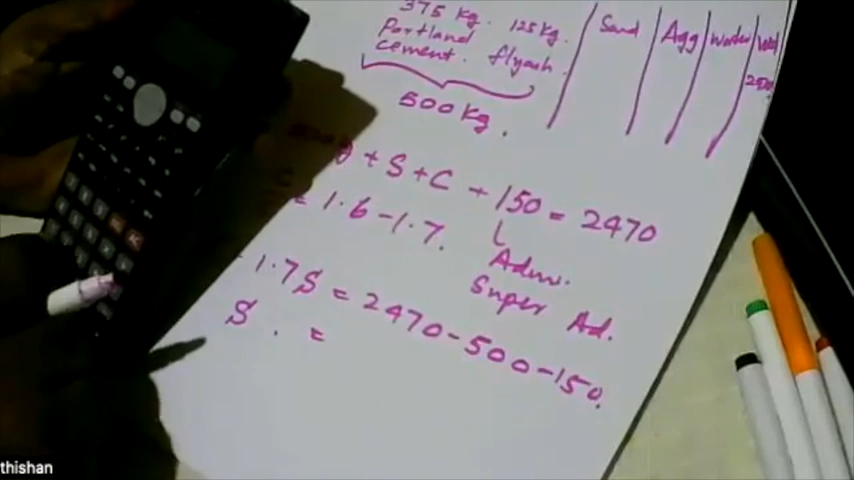 375 Kg. 125 Kg. Sand Agg Water
Portland
cement. flyash.
500 Kg.
+ S + C + 150 = 2470
= 1.6 - 1.7.
Adm.
Super Ad.
1.7 S = 2470 - 500 - 150.
S . =
thishan